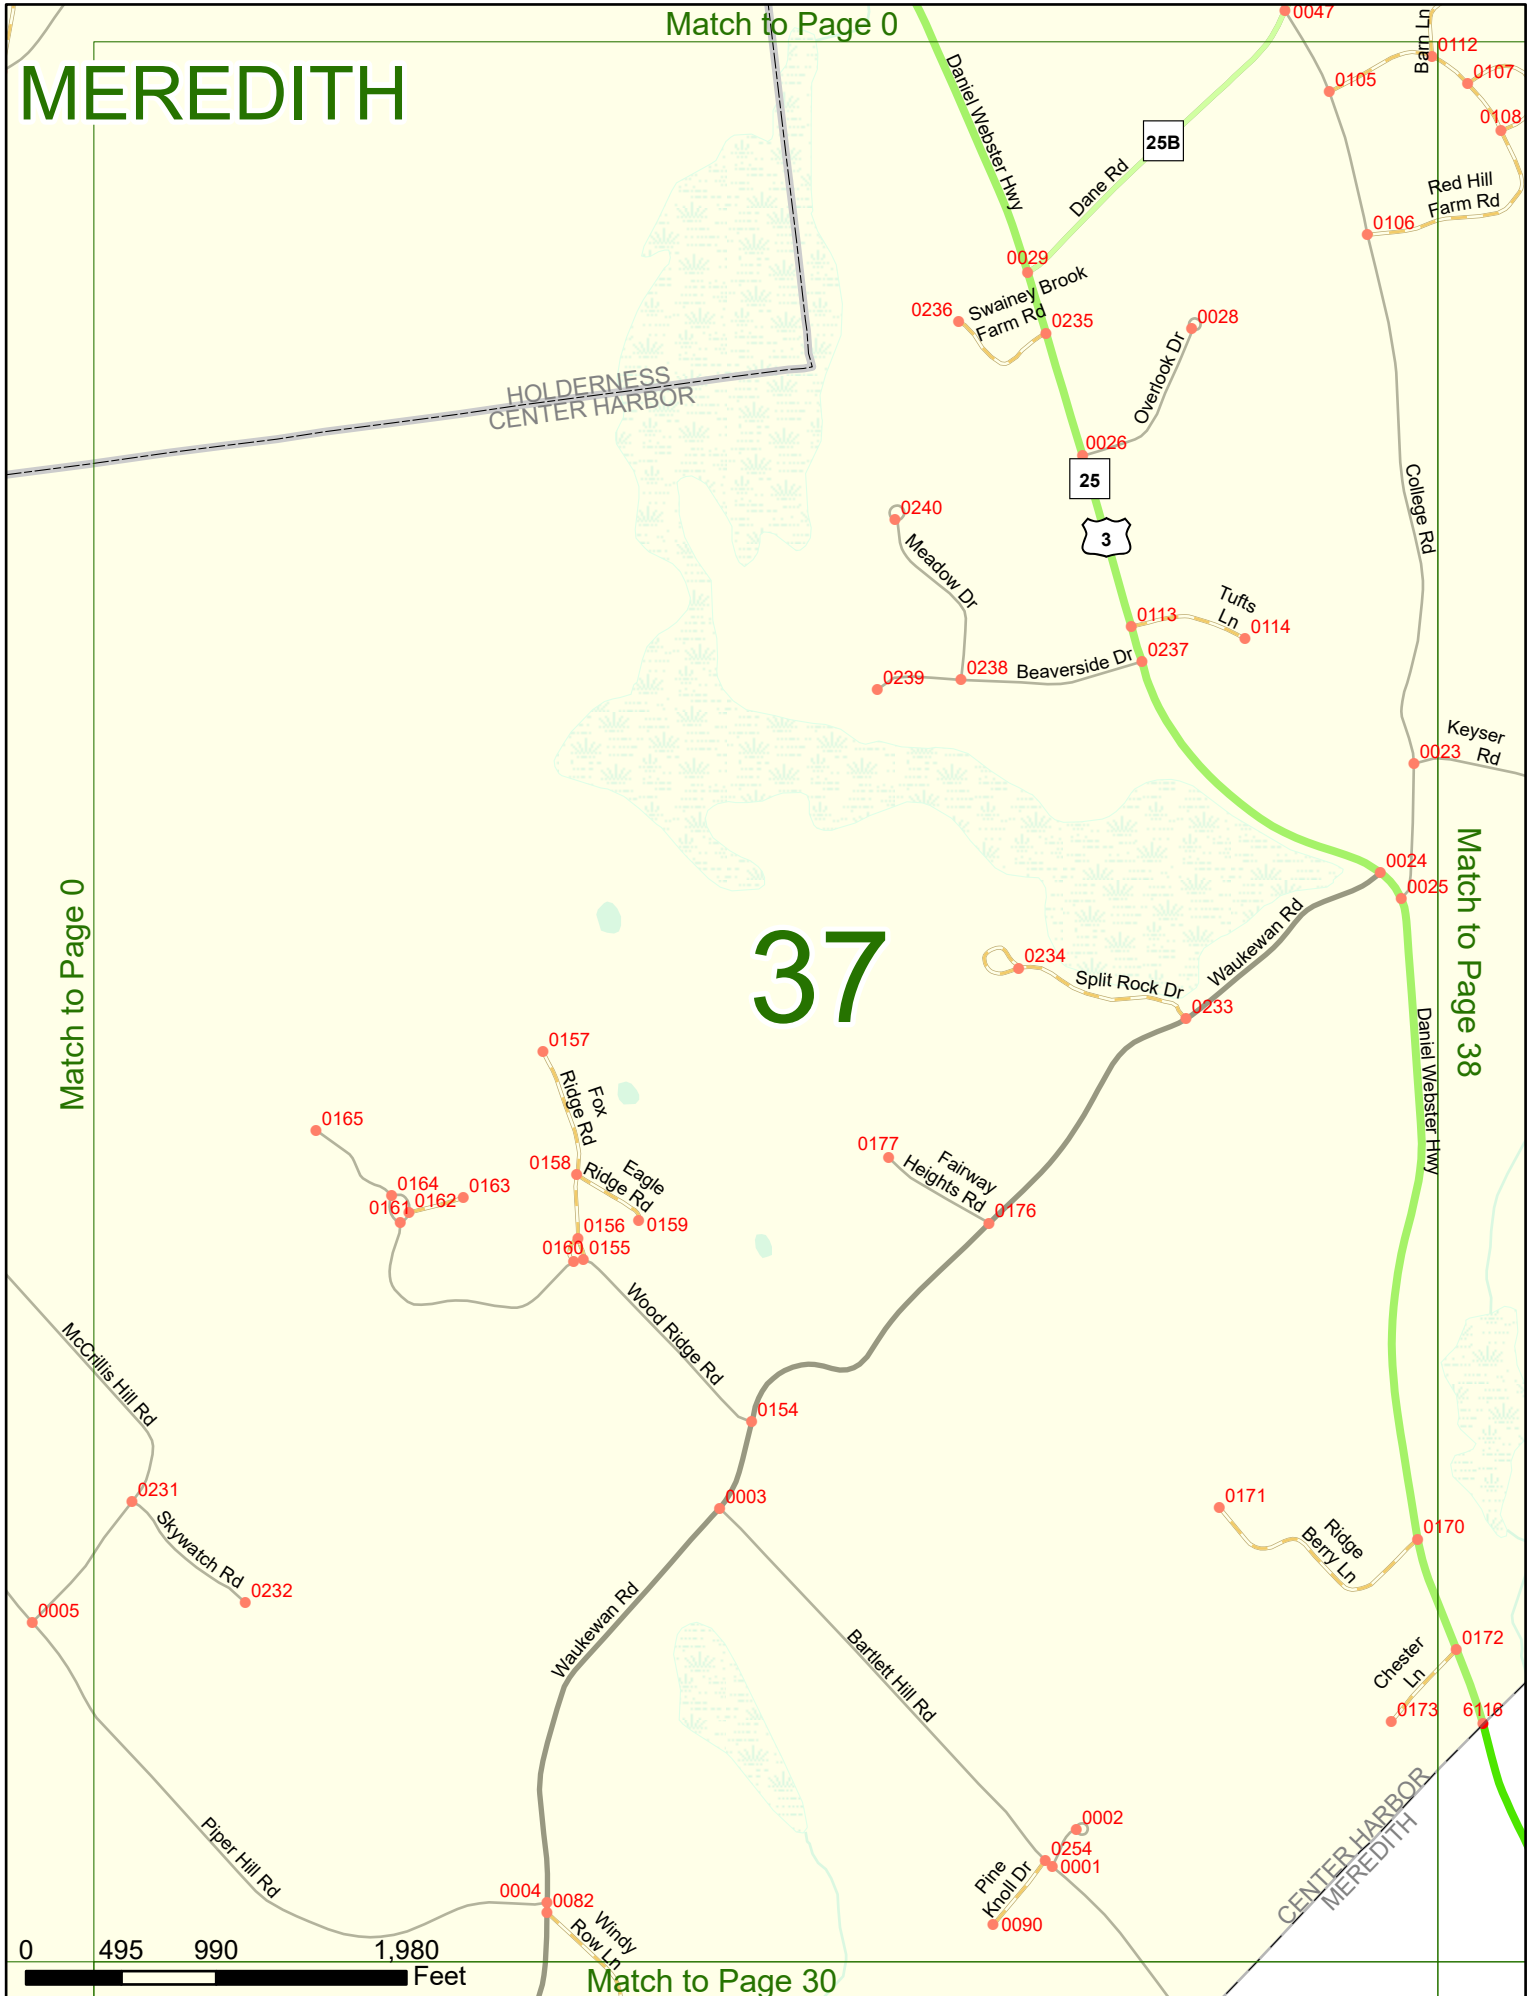 Match to Page 0
0047
Barn Ln
0112
MEREDITH
0105
0107
0108
Daniel Webster Hwy
25B
Dane Rd
Red Hill
Farm Rd
0106
0029
Swainey Brook
Farm Rd
0236
0235
0028
Overlook Dr
HOLDERNESS
CENTER HARBOR
0026
25
College Rd
0240
3
Meadow Dr
Tufts
Ln
0113
0114
0237
0238
Beaverside Dr
0239
Keyser
Rd
0023
Match to Page 38
0024
0025
Match to Page 0
37
Waukewan Rd
0234
Split Rock Dr
0233
Daniel Webster Hwy
0157
Fox
Ridge Rd
0165
0177
Fairway
Heights Rd
0158
Eagle
Ridge Rd
0164
0163
0162
0161
0159
0176
0156
0160
0155
Wood Ridge Rd
McCrillis Hill Rd
0154
0231
0003
0171
Skywatch Rd
0170
Ridge
Berry Ln
0232
0005
Waukewan Rd
Bartlett Hill Rd
0172
Chester
Ln
0173
6116
CENTER HARBOR
MEREDITH
Piper Hill Rd
0002
0254
0001
Pine
Knoll Dr
0090
0004
0082
Windy
Row Ln
0 495 990 1,980
Feet
Match to Page 30